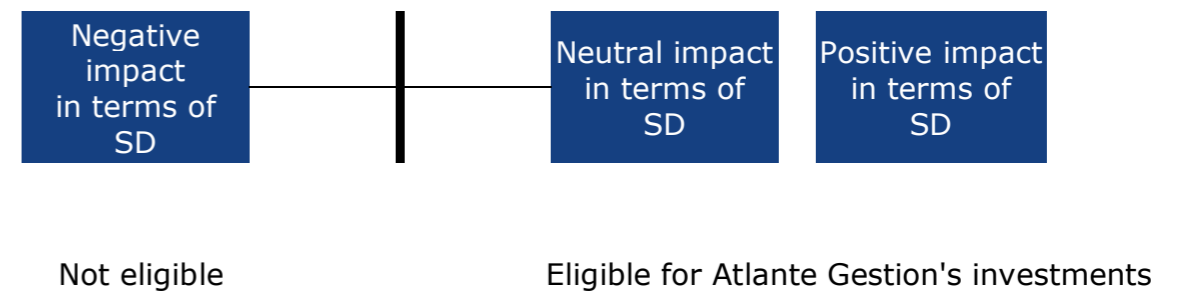 Negative
impact
in terms of
SD
Neutral impact
in terms of
SD
Positive impact
in terms of
SD
Not eligible
Eligible for Atlante Gestion's investments